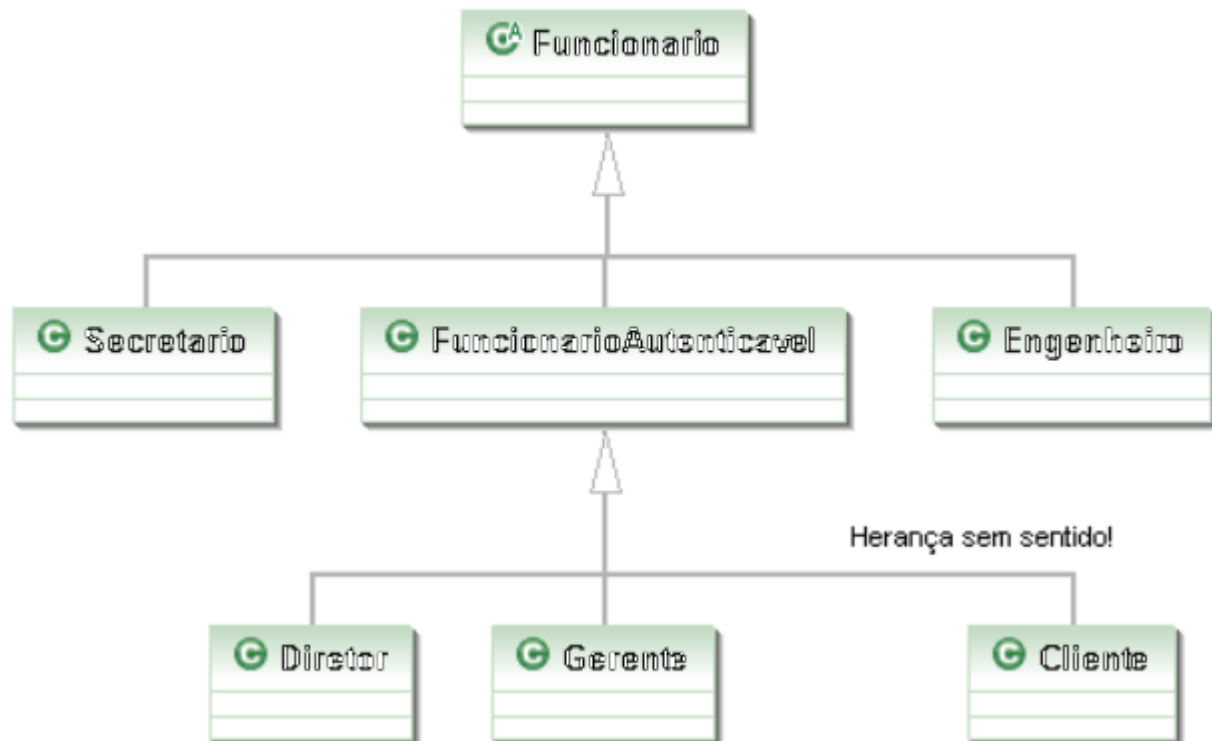 Funcionario
Secretario
FuncionarioAutenticavel
Engenheiro
Herança sem sentido!
Diretor
Gerente
Cliente